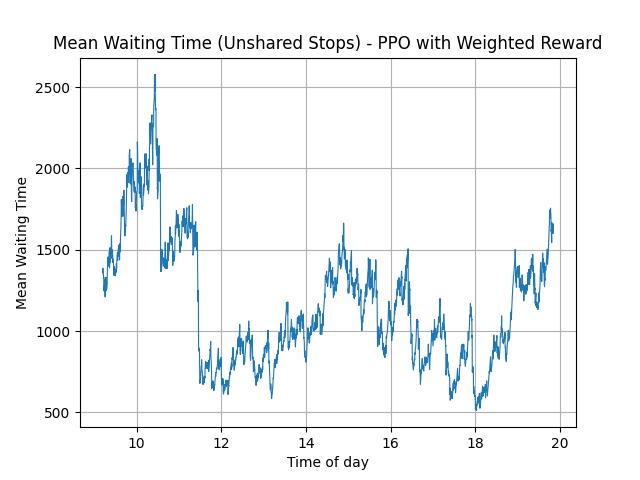 Mean Waiting Time (Unshared Stops) - PPO with Weighted Reward
2500
2000
1500
1000
500
Mean Waiting Time
10 12 14 16 18 20
Time of day